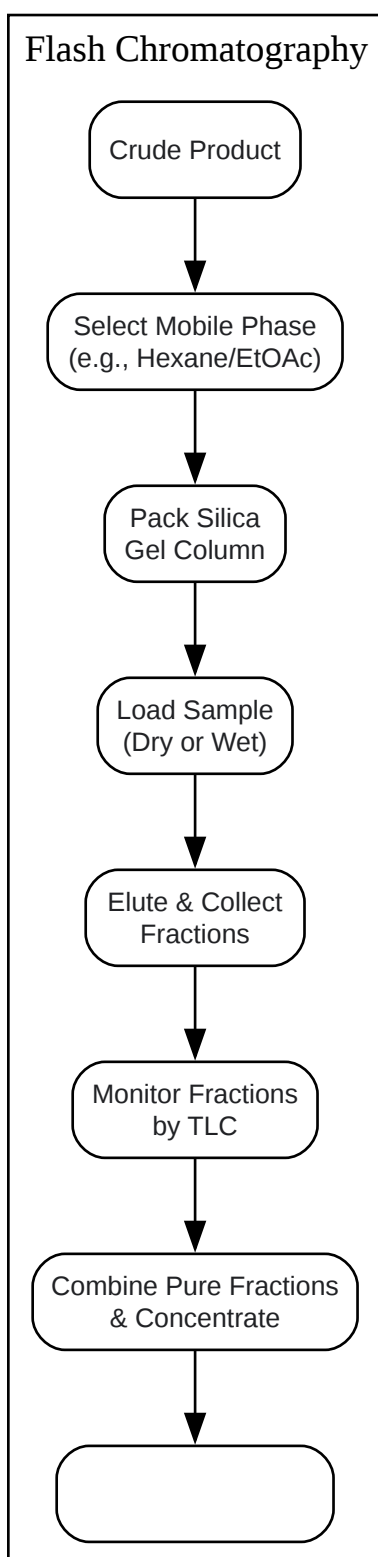 Flash Chromatography
Crude Product
Select Mobile Phase
(e.g., Hexane/EtOAc)
Pack Silica
Gel Column
Load Sample
(Dry or Wet)
Elute & Collect
Fractions
Monitor Fractions
by TLC
Combine Pure Fractions
& Concentrate